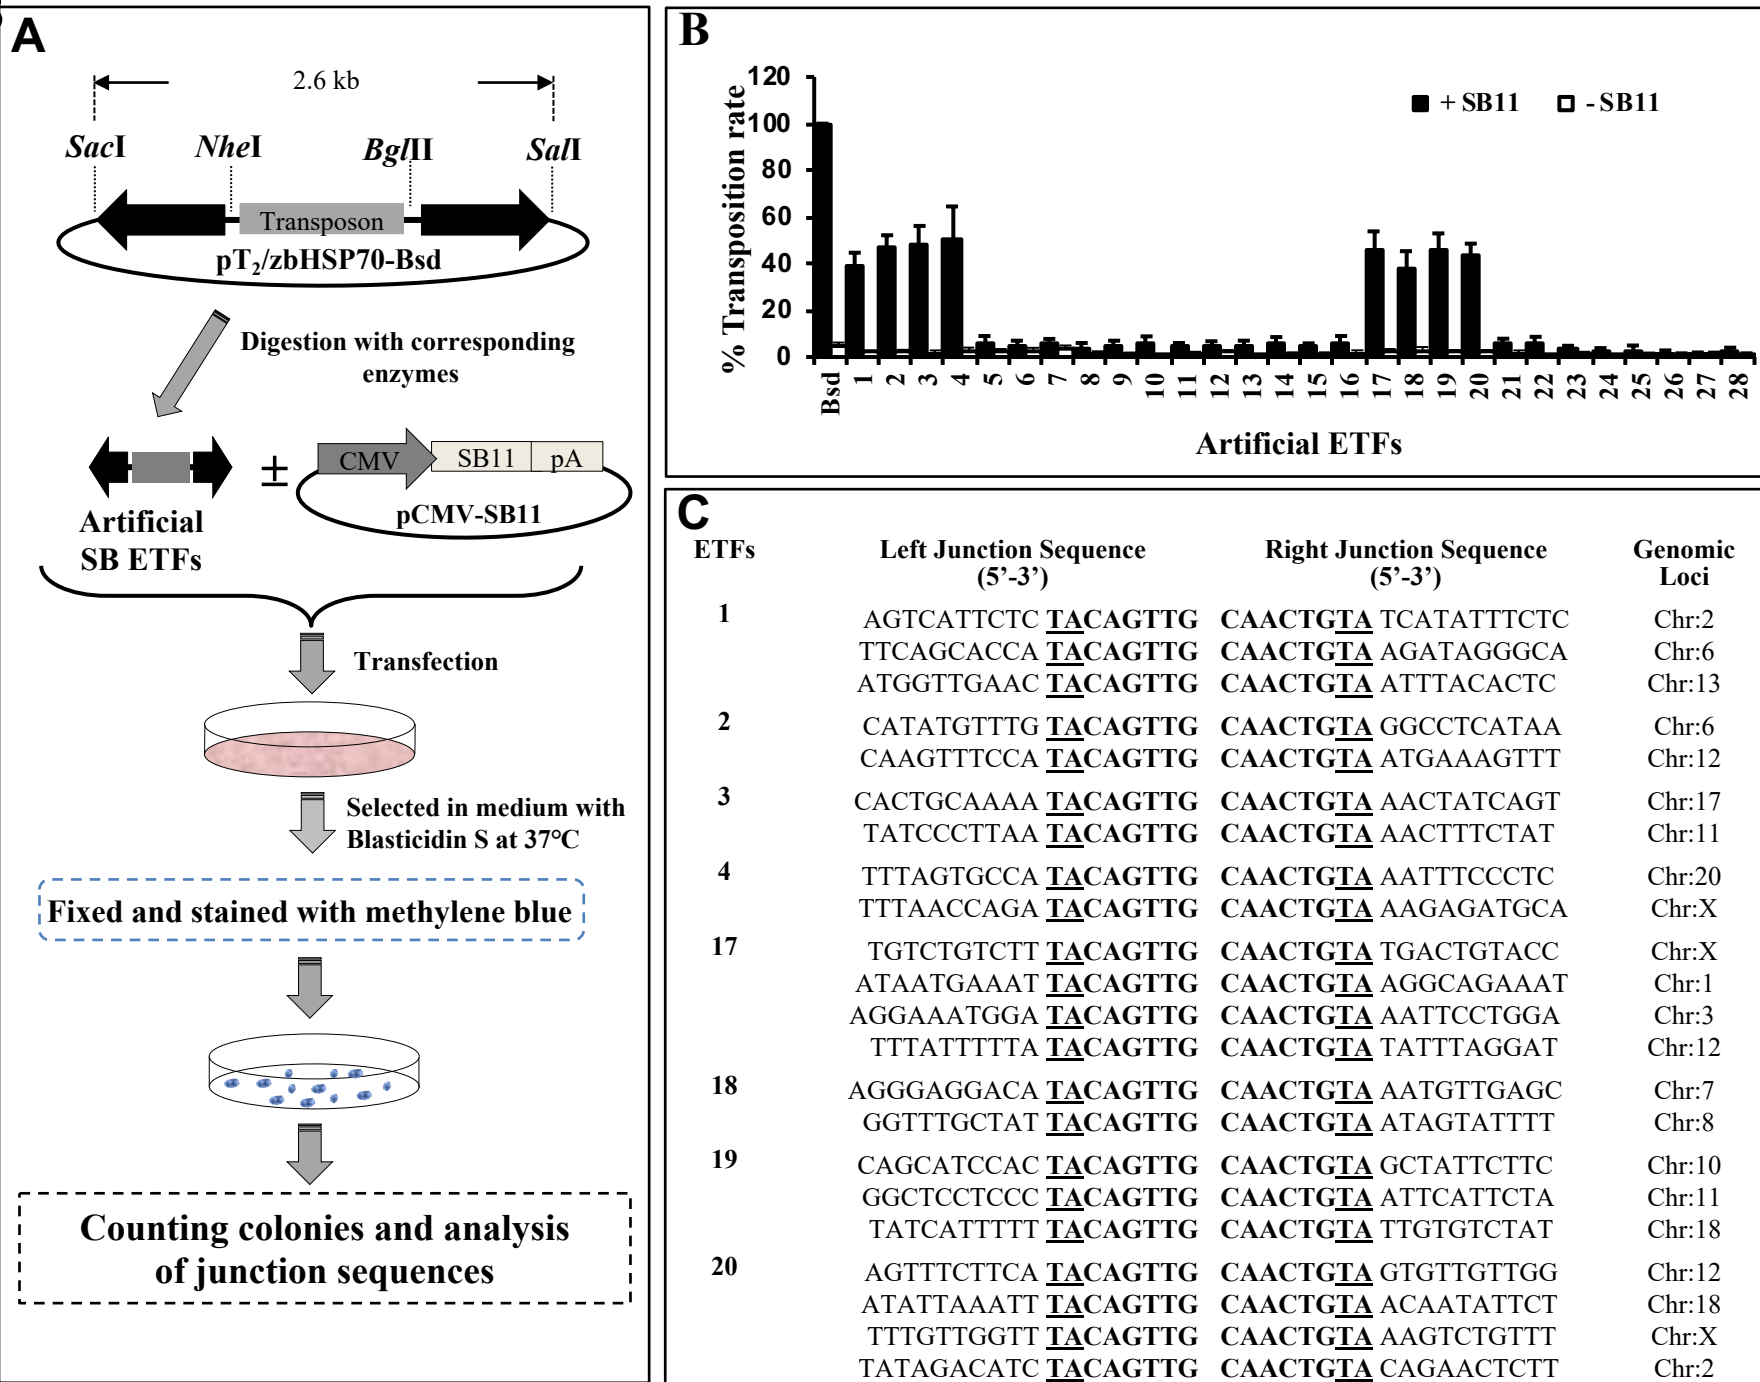 A
2.6 kb
SacI NheI BglII SalI
Transposon
pT2/zbHSP70-Bsd
Digestion with corresponding
enzymes
CMV SB11 pA
±
pCMV-SB11
Artificial
SB ETFs
Transfection
Selected in medium with
Blasticidin S at 37°C
Fixed and stained with methylene blue
Counting colonies and analysis
of junction sequences
B
% Transposition rate
120
100
80
60
40
20
0
+ SB11 - SB11
Bsd 1 2 3 4 5 6 7 8 9 10 11 12 13 14 15 16 17 18 19 20 21 22 23 24 25 26 27 28
Artificial ETFs
C
ETFs Left Junction Sequence Right Junction Sequence Genomic
(5'-3') (5'-3') Loci
1 AGTCATTCTC TACAGTTG CAACTGTA TCATATTTCTC Chr:2
TTCAGCACCA TACAGTTG CAACTGTA AGATAGGGCA Chr:6
ATGGTTGAAC TACAGTTG CAACTGTA ATTTACACTC Chr:13
2 CATATGTTTG TACAGTTG CAACTGTA GGCCTCATAA Chr:6
CAAGTTTCCA TACAGTTG CAACTGTA ATGAAAGTTT Chr:12
3 CACTGCAAAA TACAGTTG CAACTGTA AACTATCAGT Chr:17
TATCCCTTAA TACAGTTG CAACTGTA AACTTTCTAT Chr:11
4 TTTAGTGCCA TACAGTTG CAACTGTA AATTTCCCTC Chr:20
TTTAACCAGA TACAGTTG CAACTGTA AAGAGATGCA Chr:X
17 TGTCTGTCTT TACAGTTG CAACTGTA TGACTGTACC Chr:X
ATAATGAAAT TACAGTTG CAACTGTA AGGCAGAAAT Chr:1
AGGAAATGGA TACAGTTG CAACTGTA AATTCCTGGA Chr:3
TTTATTTTTA TACAGTTG CAACTGTA TATTTAGGAT Chr:12
18 AGGGAGGACA TACAGTTG CAACTGTA AATGTTGAGC Chr:7
GGTTTGCTAT TACAGTTG CAACTGTA ATAGTATTTT Chr:8
19 CAGCATCCAC TACAGTTG CAACTGTA GCTATTCTTC Chr:10
GGCTCCTCCC TACAGTTG CAACTGTA ATTCATTCTA Chr:11
TATCATTTTT TACAGTTG CAACTGTA TTGTGTCTAT Chr:18
20 AGTTTCTTCA TACAGTTG CAACTGTA GTGTTGTTGG Chr:12
ATATTAAATT TACAGTTG CAACTGTA ACAATATTCT Chr:18
TTTGTTGGTT TACAGTTG CAACTGTA AAGTCTGTTT Chr:X
TATAGACATC TACAGTTG CAACTGTA CAGAACTCTT Chr:2